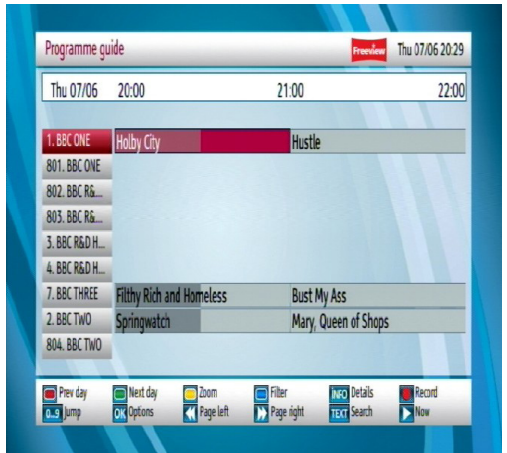 Programme guide Freeview Thu 07/06 20:29
Thu 07/06 20:00 21:00 22:00
1. BBC ONE Holby City Hustle
801. BBC ONE
802. BBC R&...
803. BBC R&...
3. BBC R&D H...
4. BBC R&D H...
7. BBC THREE Filthy Rich and Homeless Bust My Ass
2. BBC TWO Springwatch Mary, Queen of Shops
804. BBC TWO
Prev day Next day Zoom Filter INFO Details Record
0..9 Jump OK Options Page left Page right TEXT Search Now